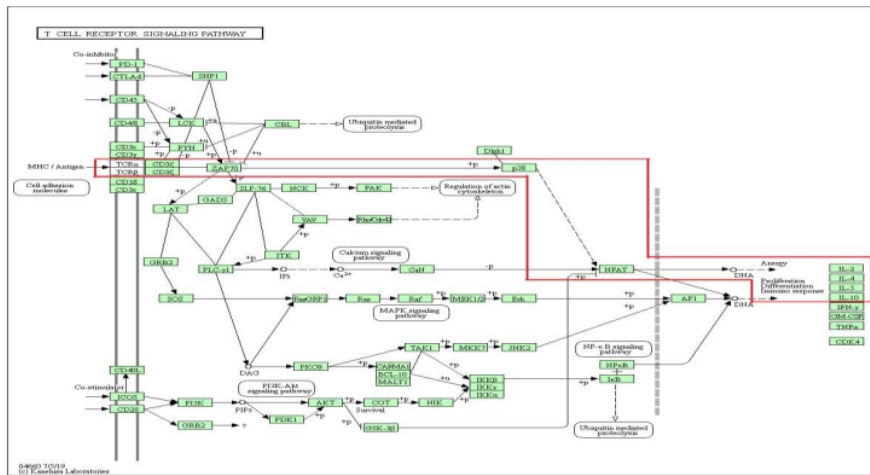 T CELL RECEPTOR SIGNALING PATHWAY
Co-inhibitor
PD-1
CTLA4
SHP1
CD45
-p
CD4/8
LCK
CBL
Ubiquitin mediated
proteolysis
CD3ε
CD3γ
FYN
+p
+u
Dlgh1
MHC / Antigen
TCRα
TCRβ
CD3ζ
CD3ζ
ZAP70
+p
p38
Cell adhesion
molecules
CD3δ
CD3ε
SLP-76
NCK
PAK
Regulation of actin
cytoskeleton
GADS
LAT
VAV
Rho/Cdc42
+p
ITK
GRB2
PLC-γ1
+p
IP3
Calcium signaling
pathway
Ca2+
CaN
-p
NFAT
DNA
Anergy
SOS
RasGRP1
Ras
Raf
MEK1/2
Erk
+p
+p
AP1
DNA
Proliferation
Differentiation
Immuno response
MAPK signaling
pathway
IL-2
IL-4
IL-5
IL-10
IFN-γ
GM-CSF
TNFα
CDK4
DAG
PKCθ
+p
TAK1
MKK7
JNK2
+p
CARMA1
BCL-10
MALT1
+p
+u
NF-κB signaling
pathway
NFκB
IκB
IKKβ
IKKγ
IKKα
+p
CD40L
Co-stimulator
ICOS
CD28
PI3K
PIP3
PI3K-Akt
signaling pathway
AKT
COT
Survival
NIK
+p
PDK1
+p
GSK-3β
GRB2
?
Ubiquitin mediated
proteolysis
04660 7/3/19
(c) Kanehisa Laboratories